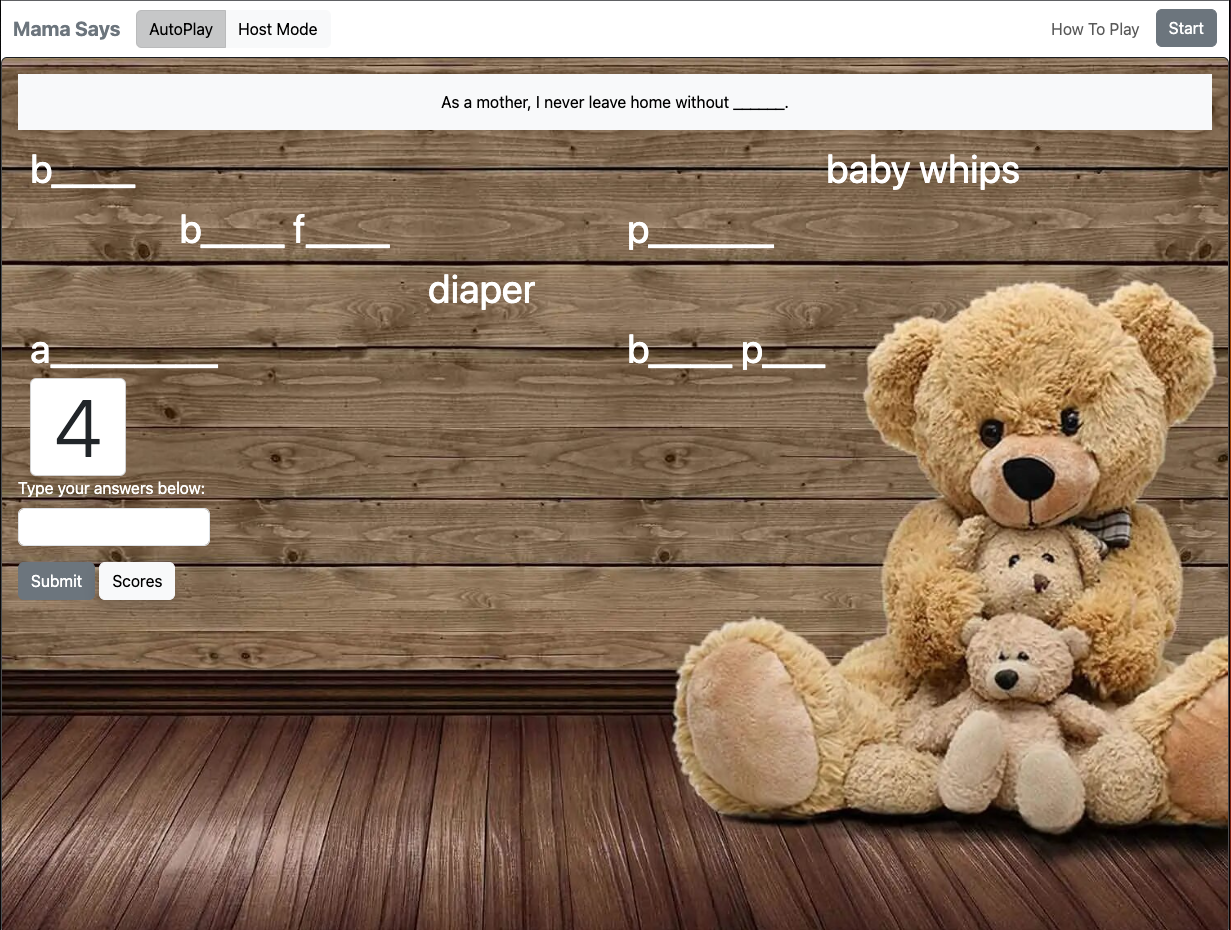 Mama Says AutoPlay Host Mode How To Play Start
As a mother, I never leave home without ______.
b____ baby whips
b____ f____ p______
diaper
a________ b____ p___
4
Type your answers below:
Submit Scores